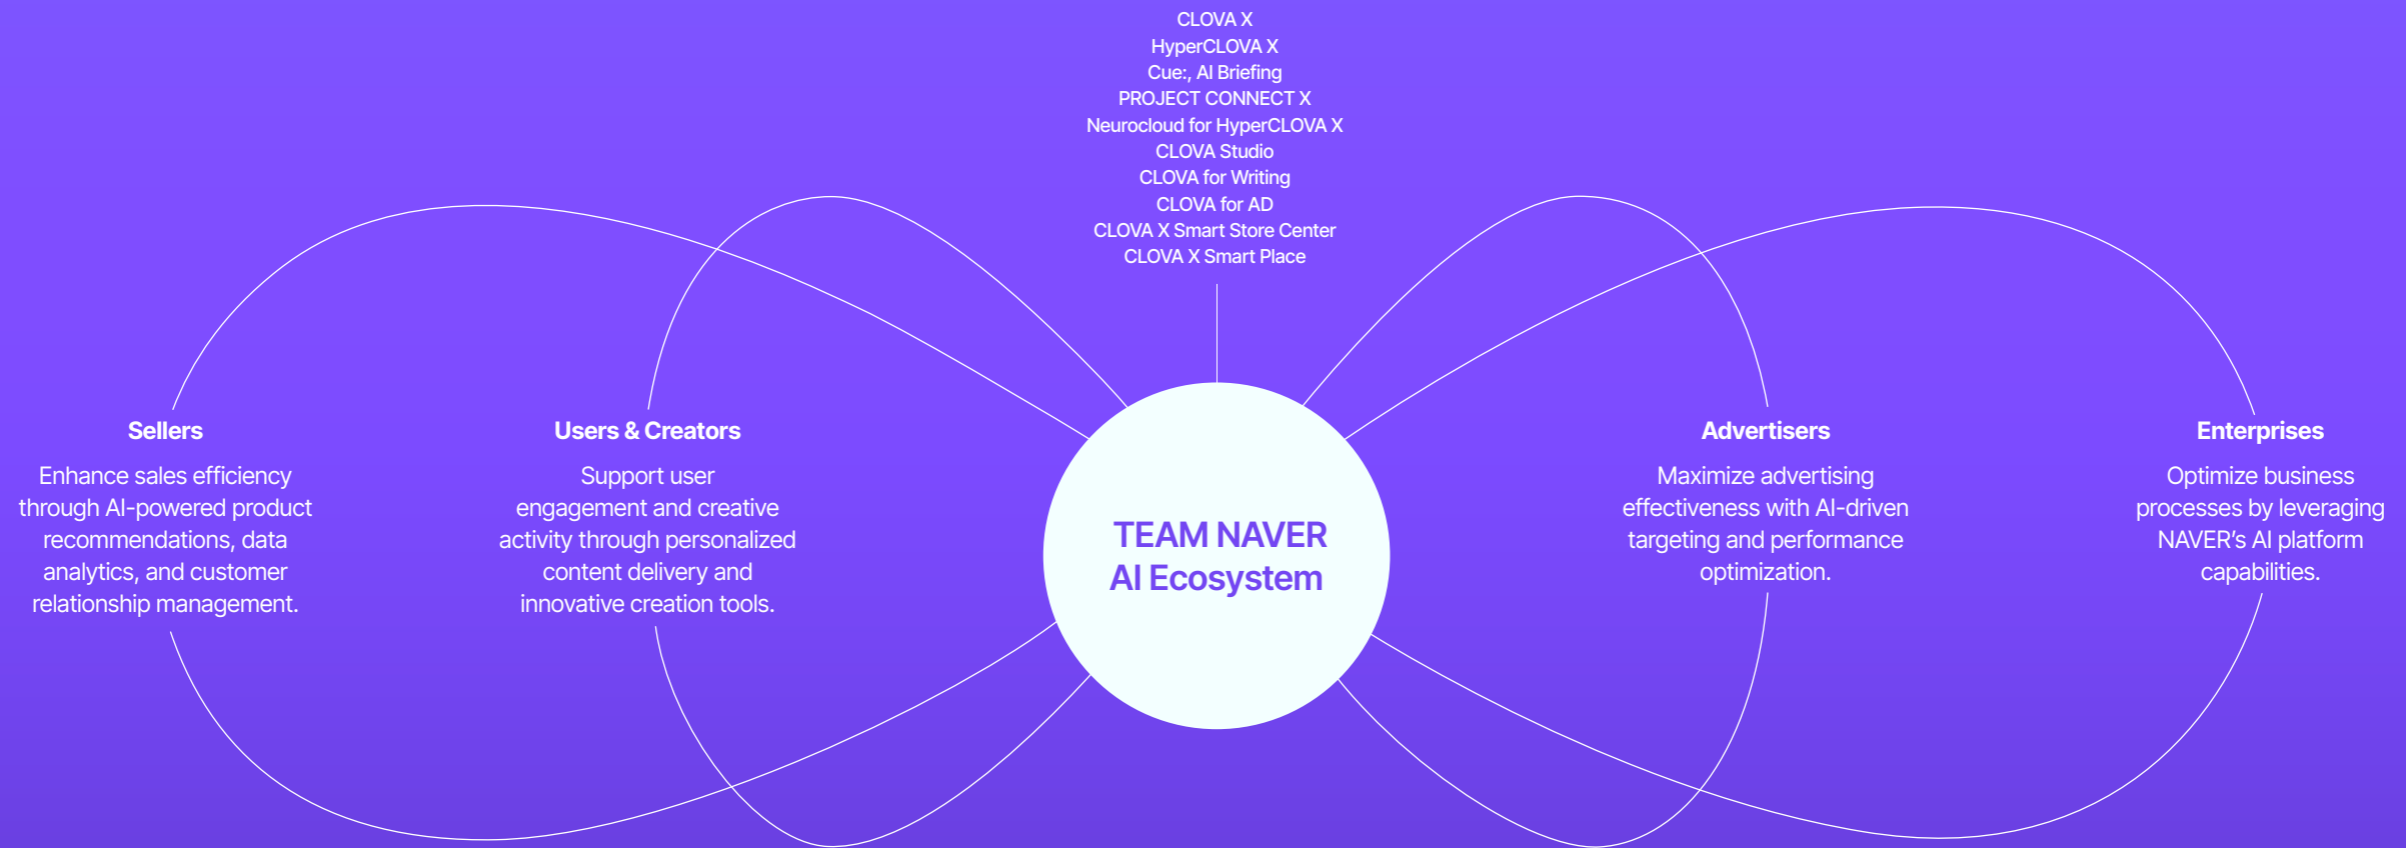 CLOVA X
HyperCLOVA X
Cue:, AI Briefing
PROJECT CONNECT X
Neurocloud for HyperCLOVA X
CLOVA Studio
CLOVA for Writing
CLOVA for AD
CLOVA X Smart Store Center
CLOVA X Smart Place
Sellers
Enhance sales efficiency
through AI-powered product
recommendations, data
analytics, and customer
relationship management.
Users & Creators
Support user
engagement and creative
activity through personalized
content delivery and
innovative creation tools.
TEAM NAVER
AI Ecosystem
Advertisers
Maximize advertising
effectiveness with AI-driven
targeting and performance
optimization.
Enterprises
Optimize business
processes by leveraging
NAVER’s AI platform
capabilities.